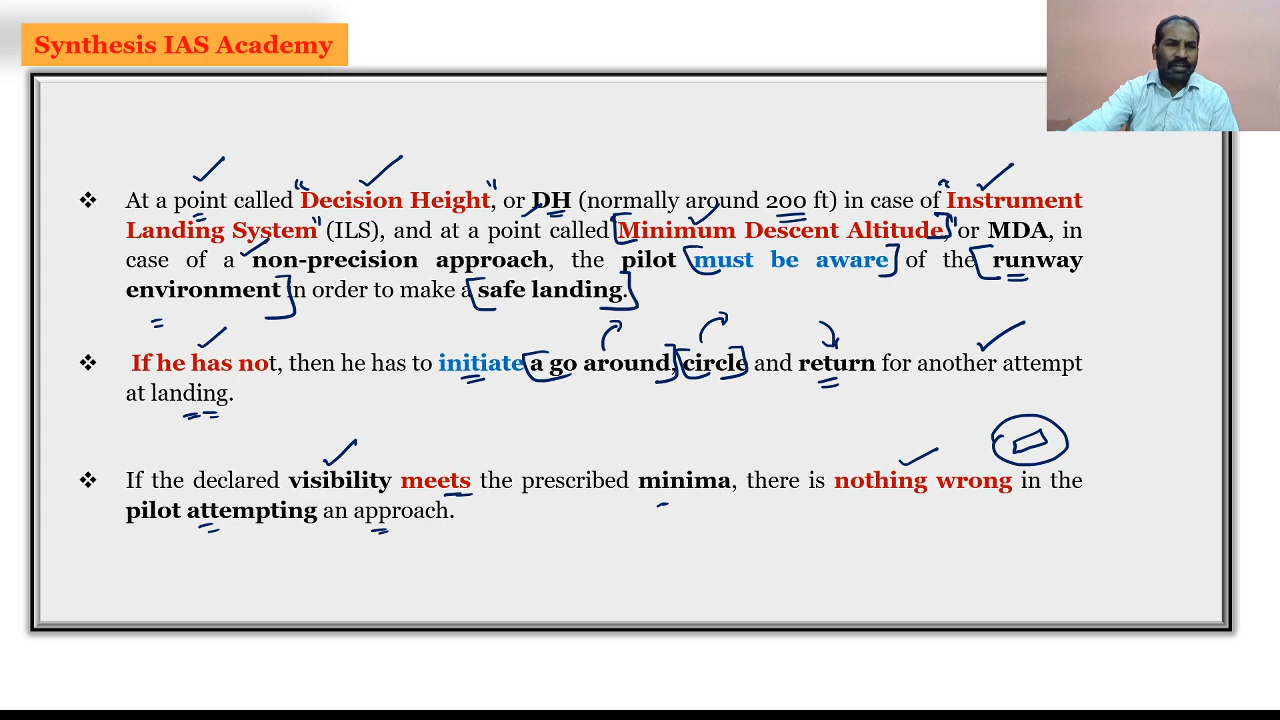 Synthesis IAS Academy
❖ At a point called "Decision Height", or DH (normally around 200 ft) in case of "Instrument
Landing System" (ILS), and at a point called "Minimum Descent Altitude," or MDA, in
case of a non-precision approach, the pilot must be aware of the runway
environment in order to make a safe landing.
❖ If he has not, then he has to initiate a go around, circle and return for another attempt
at landing.
❖ If the declared visibility meets the prescribed minima, there is nothing wrong in the
pilot attempting an approach.